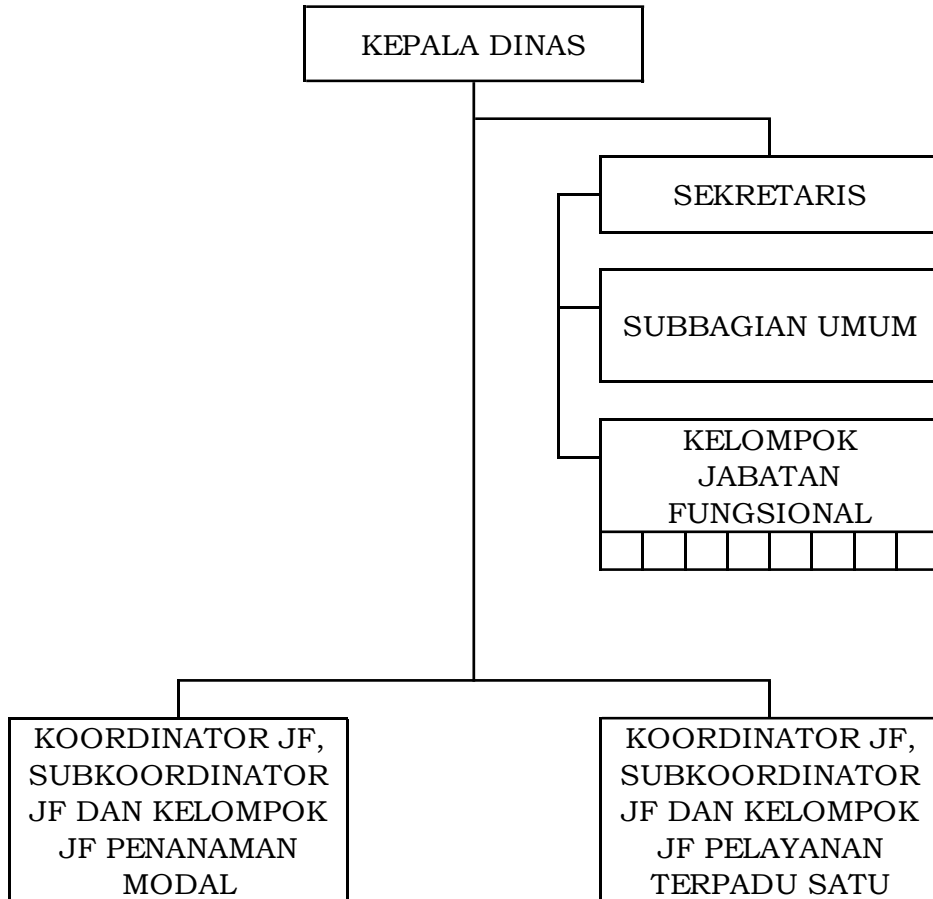 KEPALA DINAS
SEKRETARIS
SUBBAGIAN UMUM
KELOMPOK
JABATAN
FUNGSIONAL
KOORDINATOR JF,
SUBKOORDINATOR
JF DAN KELOMPOK
JF PENANAMAN
MODAL
KOORDINATOR JF,
SUBKOORDINATOR
JF DAN KELOMPOK
JF PELAYANAN
TERPADU SATU